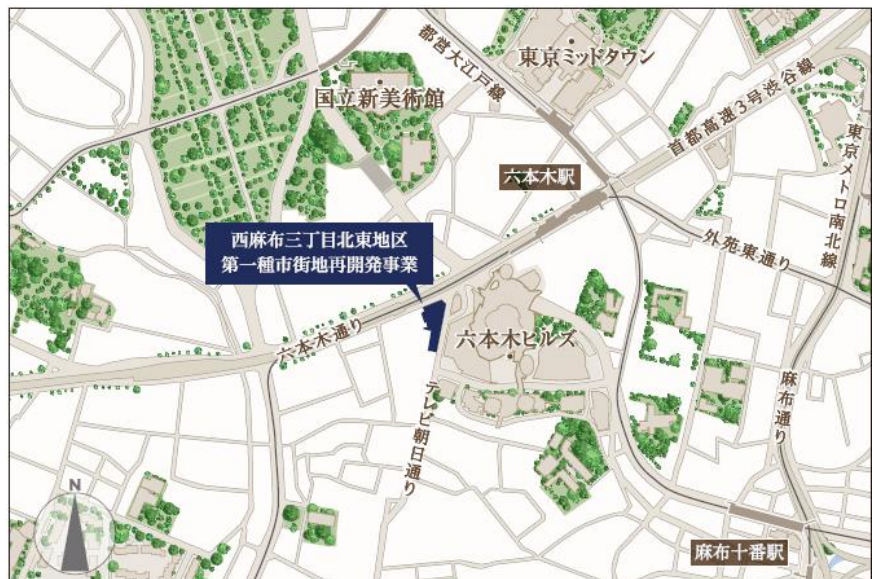 東京ミッドタウン
都営大江戸線
国立新美術館
首都高速3号渋谷線
東京メトロ南北線
六本木駅
外苑東通り
西麻布三丁目北東地区
第一種市街地再開発事業
六本木通り
六本木ヒルズ
テレビ朝日通り
麻布通り
N
麻布十番駅